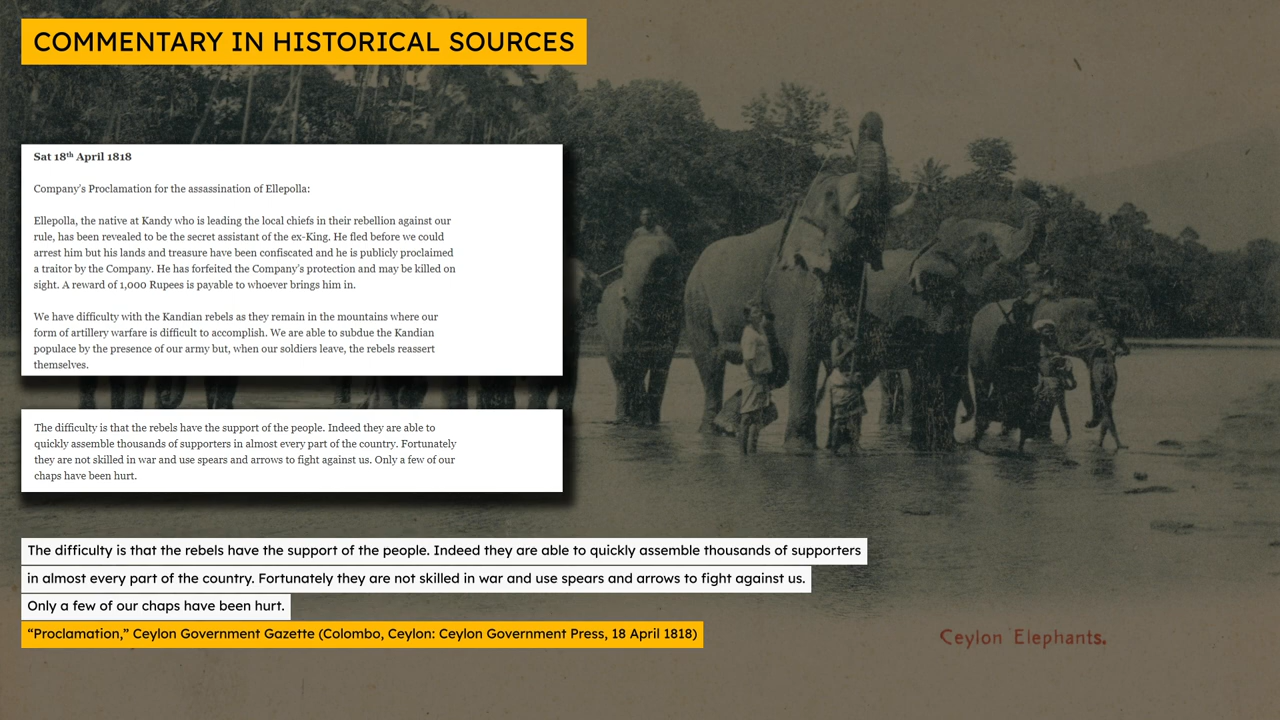 COMMENTARY IN HISTORICAL SOURCES
Sat 18th April 1818
Company's Proclamation for the assassination of Ellepolla:
Ellepolla, the native at Kandy who is leading the local chiefs in their rebellion against our
rule, has been revealed to be the secret assistant of the ex-King. He fled before we could
arrest him but his lands and treasure have been confiscated and he is publicly proclaimed
a traitor by the Company. He has forfeited the Company's protection and may be killed on
sight. A reward of 1,000 Rupees is payable to whoever brings him in.
We have difficulty with the Kandian rebels as they remain in the mountains where our
form of artillery warfare is difficult to accomplish. We are able to subdue the Kandian
populace by the presence of our army but, when our soldiers leave, the rebels reassert
themselves.
The difficulty is that the rebels have the support of the people. Indeed they are able to
quickly assemble thousands of supporters in almost every part of the country. Fortunately
they are not skilled in war and use spears and arrows to fight against us. Only a few of our
chaps have been hurt.
The difficulty is that the rebels have the support of the people. Indeed they are able to quickly assemble thousands of supporters
in almost every part of the country. Fortunately they are not skilled in war and use spears and arrows to fight against us.
Only a few of our chaps have been hurt.
“Proclamation,” Ceylon Government Gazette (Colombo, Ceylon: Ceylon Government Press, 18 April 1818)
Ceylon Elephants.